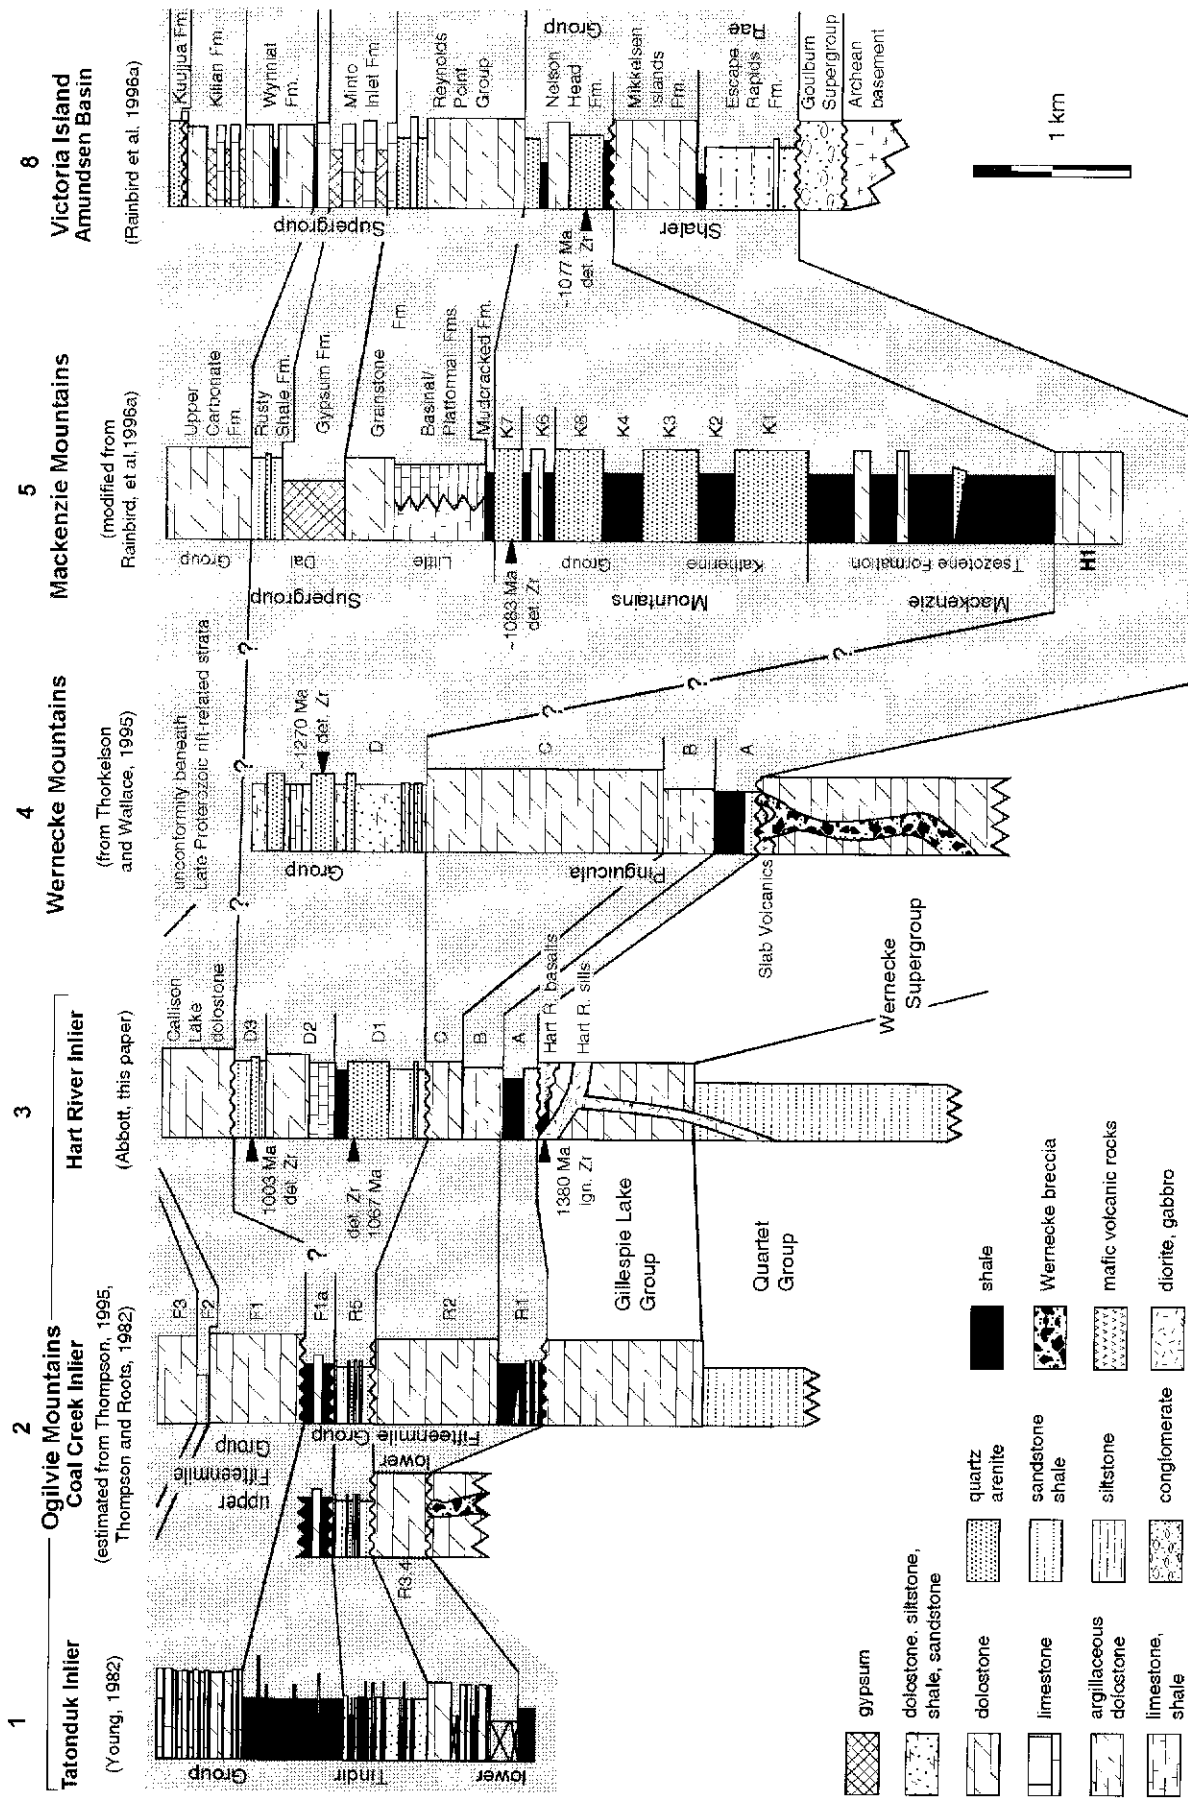 1
Tatonduk Inlier
(Young, 1982)
Ogilvie Mountains
2
Coal Creek Inlier
(estimated from Thompson, 1995,
Thompson and Roots, 1982)
3
Hart River Inlier
(Abbott, this paper)
4
Wernecke Mountains
(from Thorkelson
and Wallace, 1995)
5
Mackenzie Mountains
(modified from
Rainbird, et al,1996a)
8
Victoria Island
Amundsen Basin
(Rainbird et al. 1996a)
Group
Tindir
lower
upper
Fifteenmile
Group
lower
Fifteenmile Group
R3,4
F3
F2
F1
F1a
R5
R2
R1
?
Callison
Lake
dolostone
D3
D2
D1
C
B
A
1003 Ma
det. Zr
det. Zr
1067 Ma
1380 Ma
ign. Zr
Hart R. basalts
Hart R. sills
Gillespie Lake
Group
Quartet
Group
Wernecke
Supergroup
unconformity beneath
Late Proterozoic rift-related strata
?
?
?
~1270 Ma
det. Zr
Group
Pinguicula
D
C
B
A
Slab Volcanics
?
?
?
Upper
Carbonate
Fm.
Rusty
Shale Fm.
Gypsum Fm.
Grainstone
Fm
Basinal/
Platformal Fms.
Mudcracked Fm.
K7
K6
K4
K3
K2
K1
Group
Dal
Little
Supergroup
~1083 Ma
det. Zr
Group
Katherine
Mountains
Tsezotene Formation
Mackenzie
H1
Kuujjua Fm.
Kilian Fm.
Wynniat
Fm.
Minto
Inlet Fm.
Reynolds
Point
Group
Nelson
Head
Fm.
Mikkelsen
Islands
Fm.
Escape
Rapids
Fm.
Goulburn
Supergroup
Archean
basement
Group
Rae
Supergroup
Shaler
~1077 Ma
det. Zr
1 km
gypsum
dolostone, siltstone,
shale, sandstone
dolostone
limestone
argillaceous
dolostone
limestone,
shale
quartz
arenite
sandstone
shale
siltstone
conglomerate
shale
Wernecke breccia
mafic volcanic rocks
diorite, gabbro